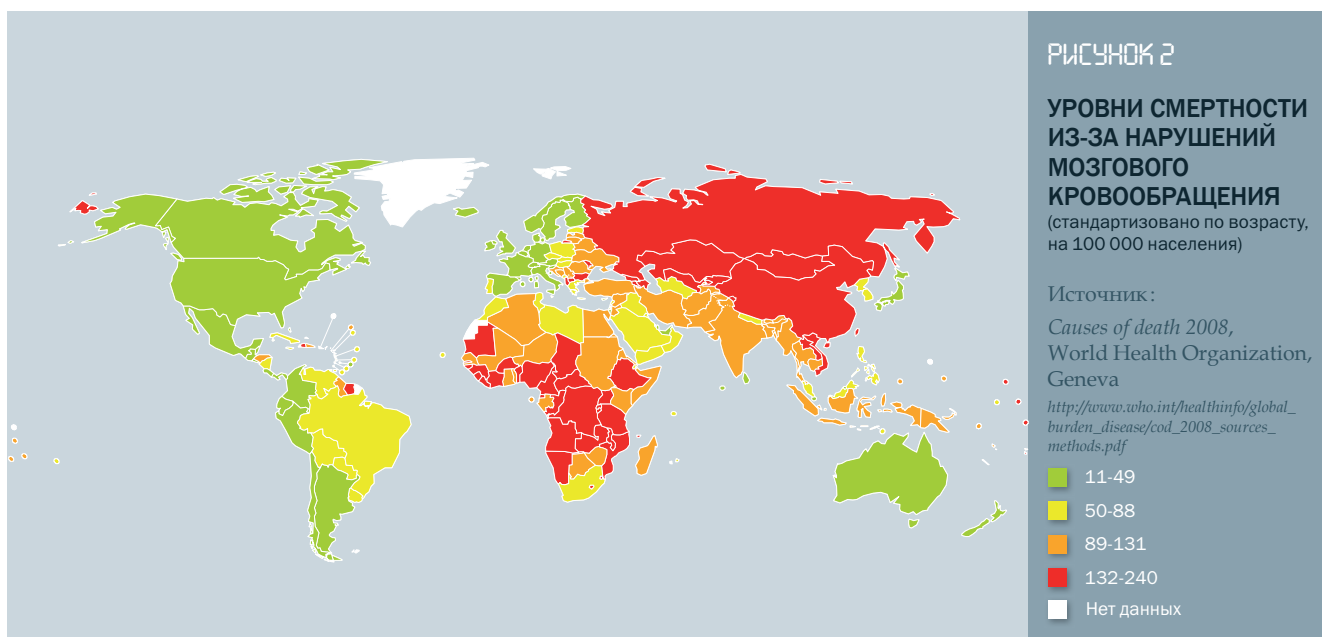 РИСУНОК 2
УРОВНИ СМЕРТНОСТИ
ИЗ-ЗА НАРУШЕНИЙ
МОЗГОВОГО
КРОВООБРАЩЕНИЯ
(стандартизовано по возрасту,
на 100 000 населения)
Источник:
Causes of death 2008,
World Health Organization,
Geneva
http://www.who.int/healthinfo/global_
burden_disease/cod_2008_sources_
methods.pdf
11-49
50-88
89-131
132-240
Нет данных